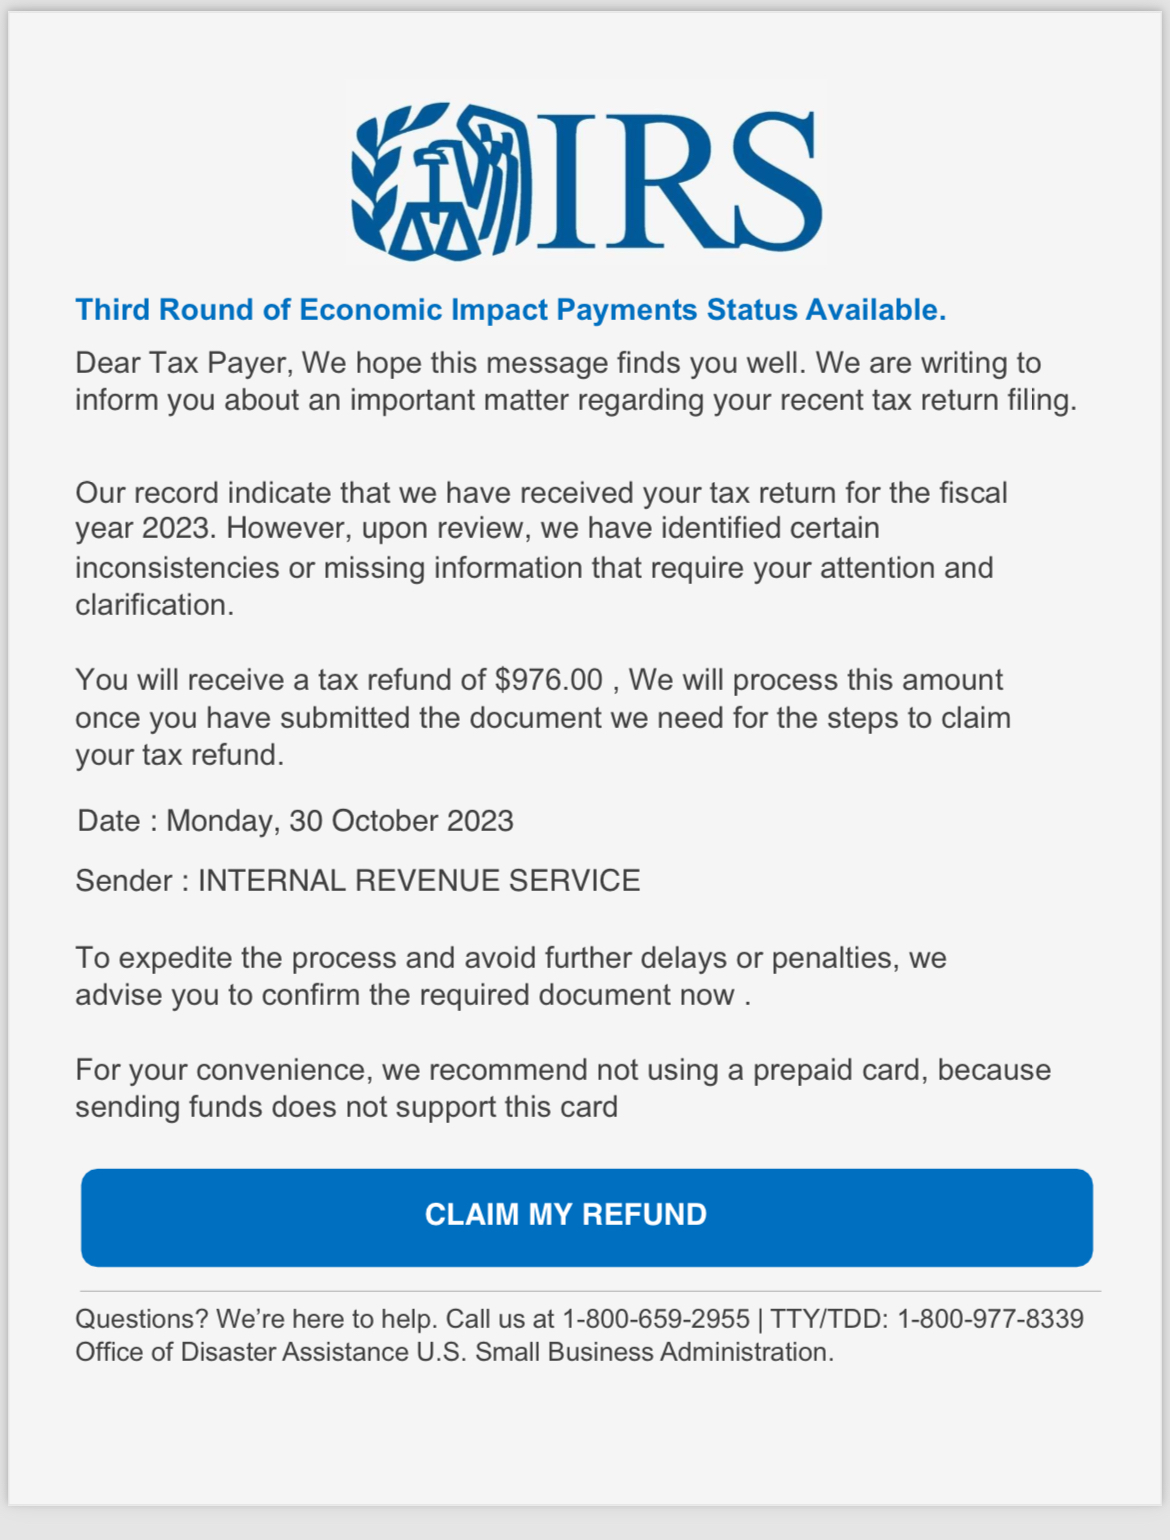 IRS
Third Round of Economic Impact Payments Status Available.
Dear Tax Payer, We hope this message finds you well. We are writing to
inform you about an important matter regarding your recent tax return filing.
Our record indicate that we have received your tax return for the fiscal
year 2023. However, upon review, we have identified certain
inconsistencies or missing information that require your attention and
clarification.
You will receive a tax refund of $976.00 , We will process this amount
once you have submitted the document we need for the steps to claim
your tax refund.
Date : Monday, 30 October 2023
Sender : INTERNAL REVENUE SERVICE
To expedite the process and avoid further delays or penalties, we
advise you to confirm the required document now .
For your convenience, we recommend not using a prepaid card, because
sending funds does not support this card
CLAIM MY REFUND
Questions? We’re here to help. Call us at 1-800-659-2955 | TTY/TDD: 1-800-977-8339
Office of Disaster Assistance U.S. Small Business Administration.